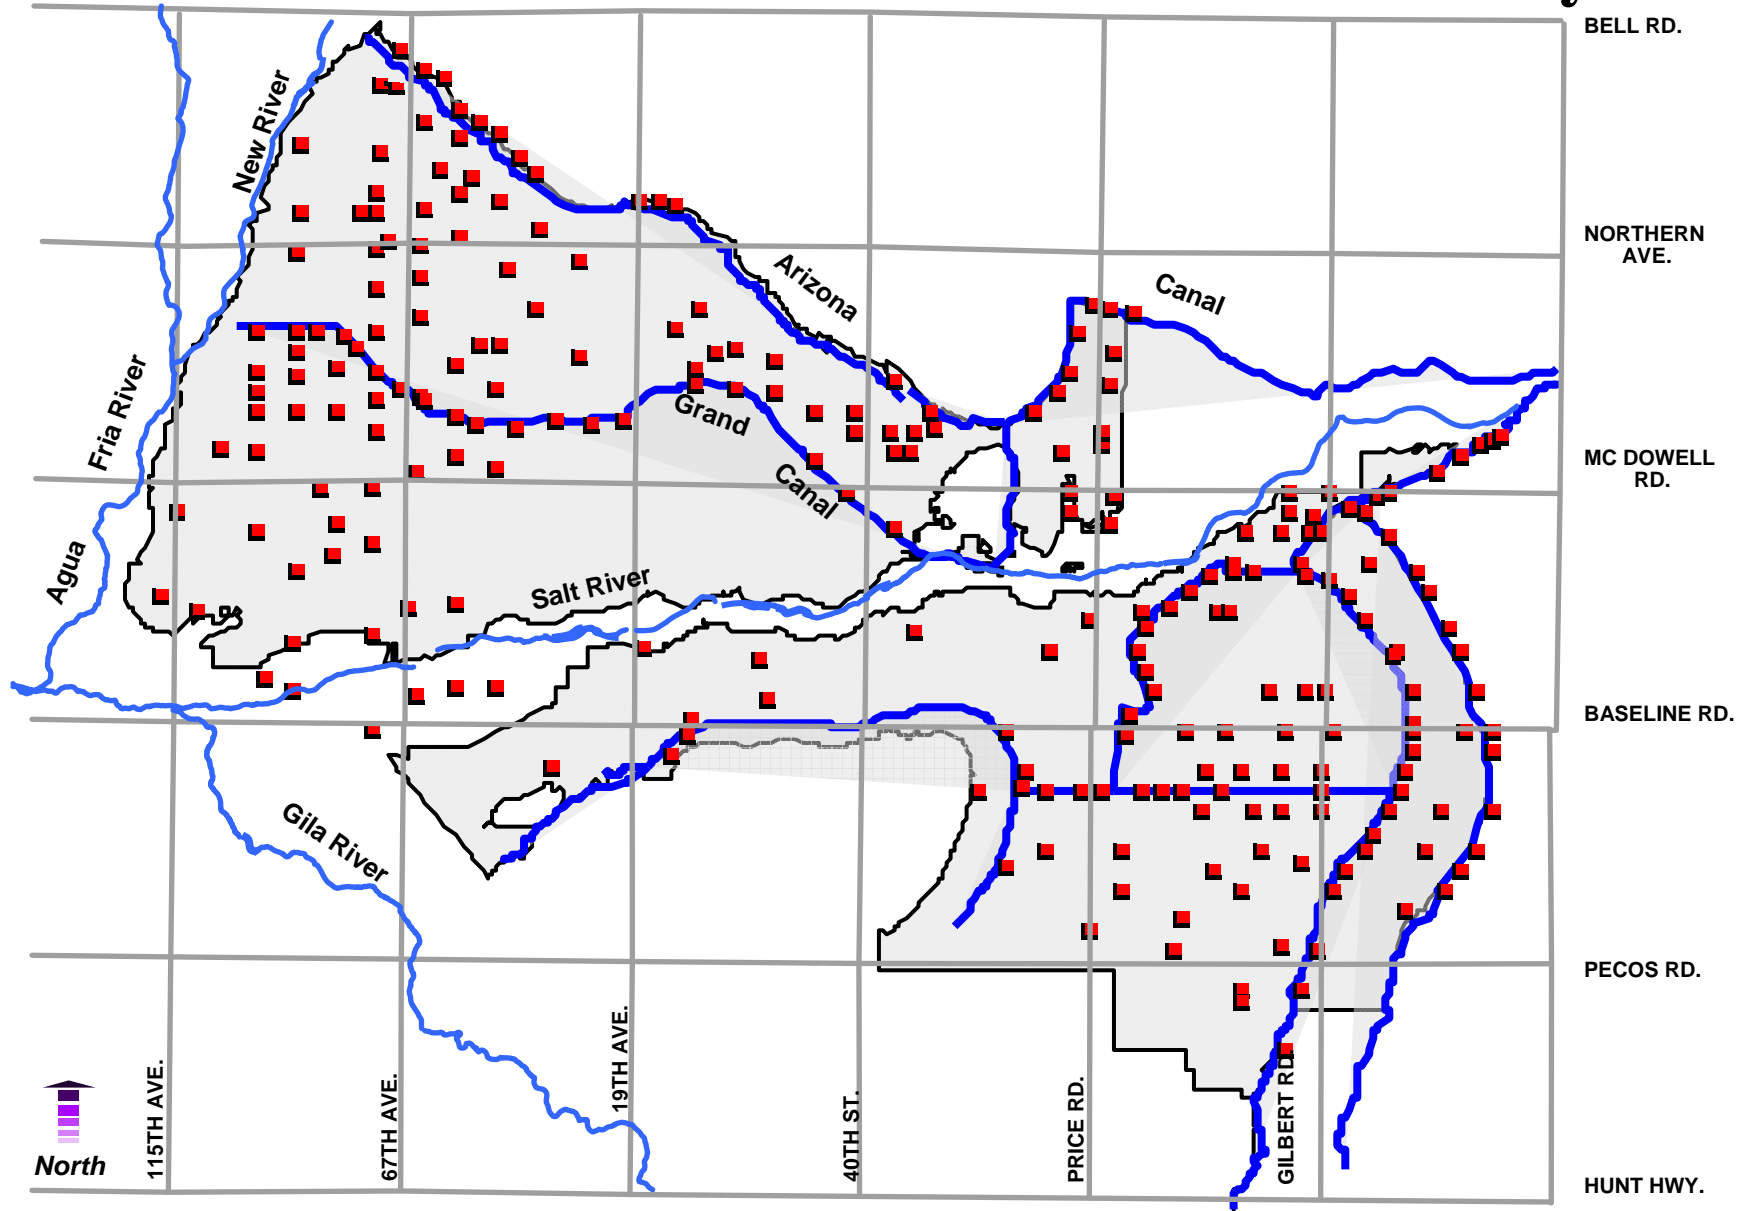 BELL RD.
New River
NORTHERN
AVE.
Arizona
Canal
Fria River
Grand
MC DOWELL
RD.
Canal
Agua
Salt River
BASELINE RD.
Gila River
PECOS RD.
115TH AVE.
67TH AVE.
19TH AVE.
40TH ST.
PRICE RD.
GILBERT RD.
North
HUNT HWY.